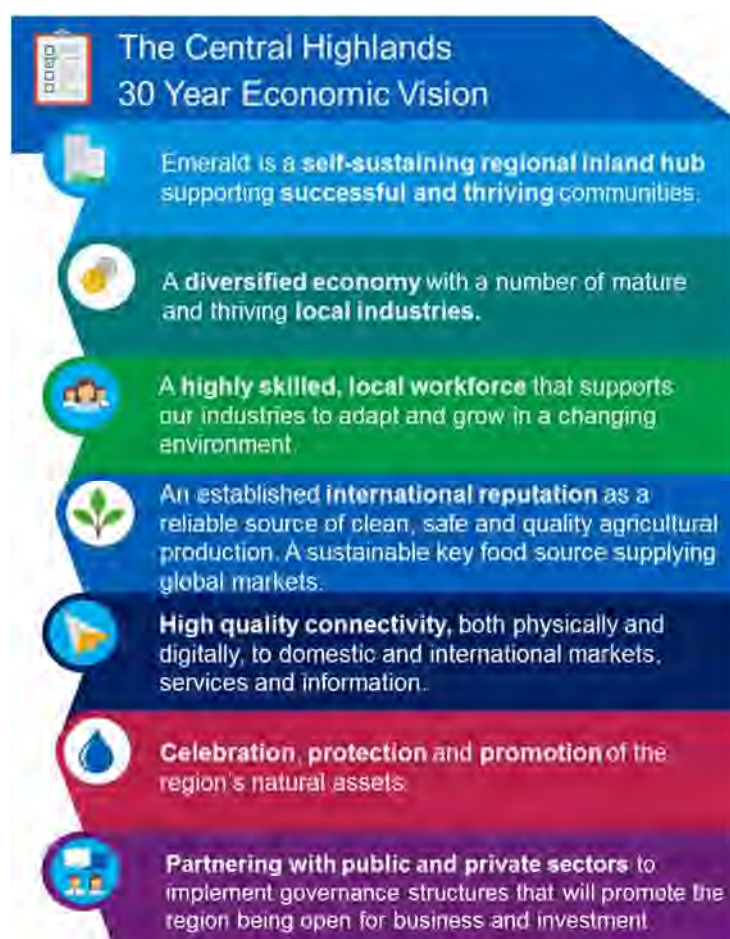 The Central Highlands
30 Year Economic Vision
Emerald is a self-sustaining regional inland hub
supporting successful and thriving communities.
A diversified economy with a number of mature
and thriving local industries.
A highly skilled, local workforce that supports
our industries to adapt and grow in a changing
environment
An established international reputation as a
reliable source of clean, safe and quality agricultural
production. A sustainable key food source supplying
global markets.
High quality connectivity, both physically and
digitally, to domestic and international markets,
services and information.
Celebration, protection and promotion of the
region's natural assets.
Partnering with public and private sectors to
implement governance structures that will promote the
region being open for business and investment